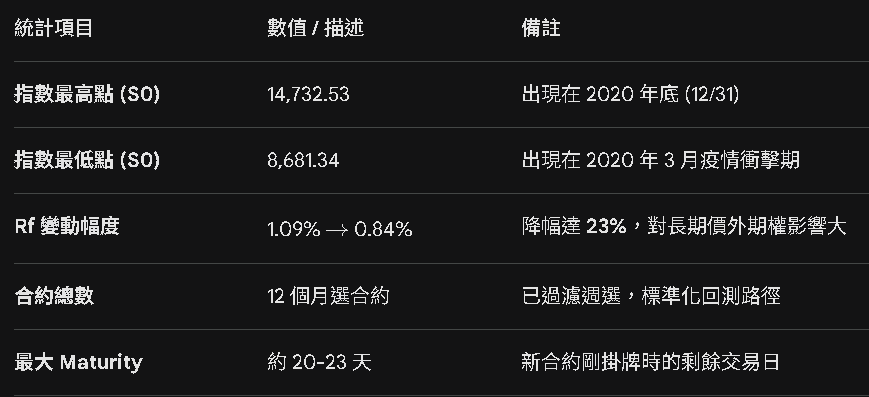 統計項目 數值 / 描述 備註
指數最高點 (S0) 14,732.53 出現在 2020 年底 (12/31)
指數最低點 (S0) 8,681.34 出現在 2020 年 3 月疫情衝擊期
Rf 變動幅度 1.09% → 0.84% 降幅達 23%，對長期價外期權影響大
合約總數 12 個月選合約 已過濾週選，標準化回測路徑
最大 Maturity 約 20-23 天 新合約剛掛牌時的剩餘交易日